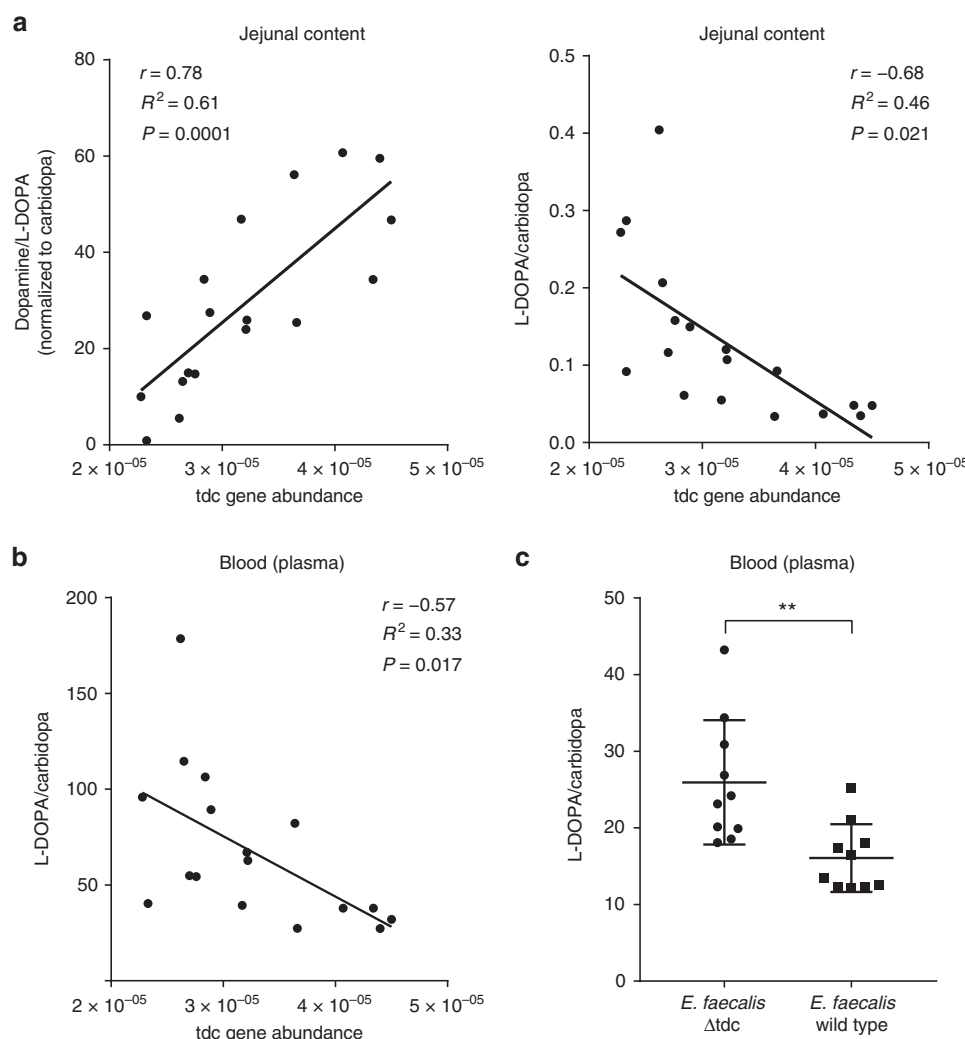 a
Jejunal content
r = 0.78
R² = 0.61
P = 0.0001
Dopamine/L-DOPA
(normalized to carbidopa)
80
60
40
20
0
2 × 10⁻⁰⁵ 3 × 10⁻⁰⁵ 4 × 10⁻⁰⁵ 5 × 10⁻⁰⁵
tdc gene abundance
Jejunal content
r = −0.68
R² = 0.46
P = 0.021
L-DOPA/carbidopa
0.5
0.4
0.3
0.2
0.1
0.0
2 × 10⁻⁰⁵ 3 × 10⁻⁰⁵ 4 × 10⁻⁰⁵ 5 × 10⁻⁰⁵
tdc gene abundance
b
Blood (plasma)
r = −0.57
R² = 0.33
P = 0.017
L-DOPA/carbidopa
200
150
100
50
2 × 10⁻⁰⁵ 3 × 10⁻⁰⁵ 4 × 10⁻⁰⁵ 5 × 10⁻⁰⁵
tdc gene abundance
c
Blood (plasma)
**
L-DOPA/carbidopa
50
40
30
20
10
0
E. faecalis
Δtdc
E. faecalis
wild type